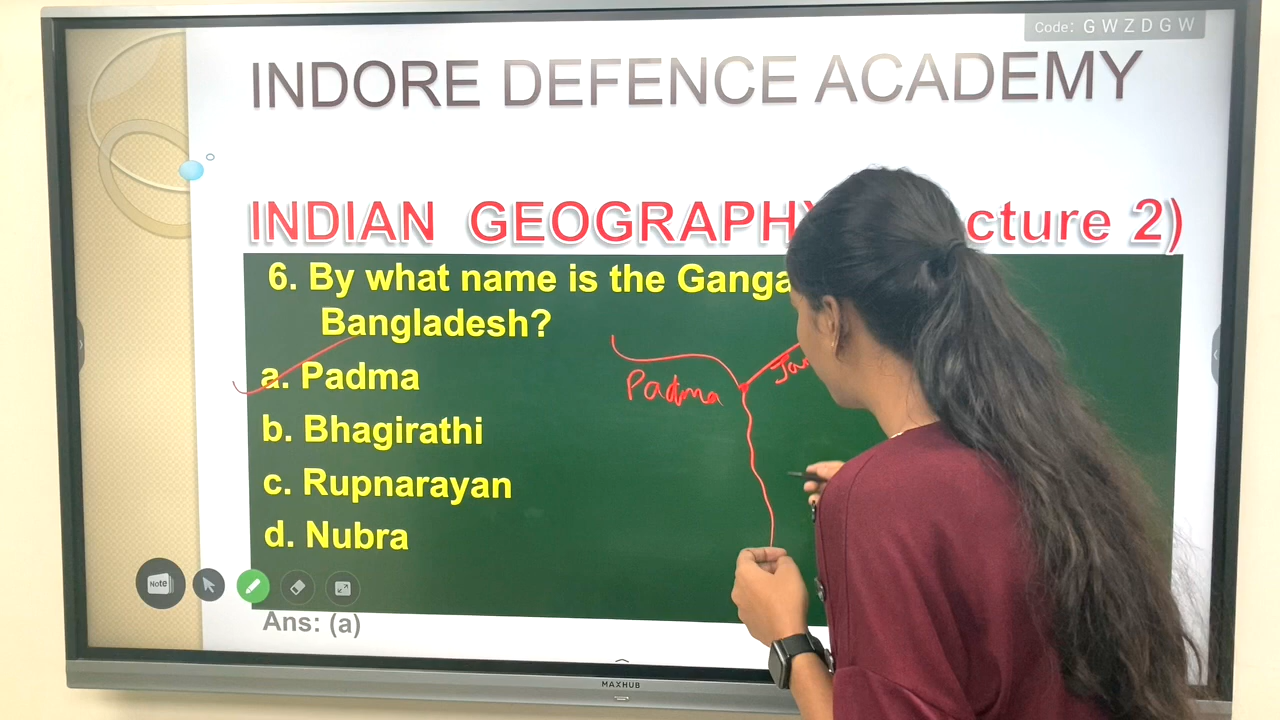 Code: G W Z D G W
INDORE DEFENCE ACADEMY
INDIAN GEOGRAPHY cture 2)
6. By what name is the Ganga
Bangladesh?
a. Padma
b. Bhagirathi
c. Rupnarayan
d. Nubra
Padma
Note
Ans: (a)
MAXHUB